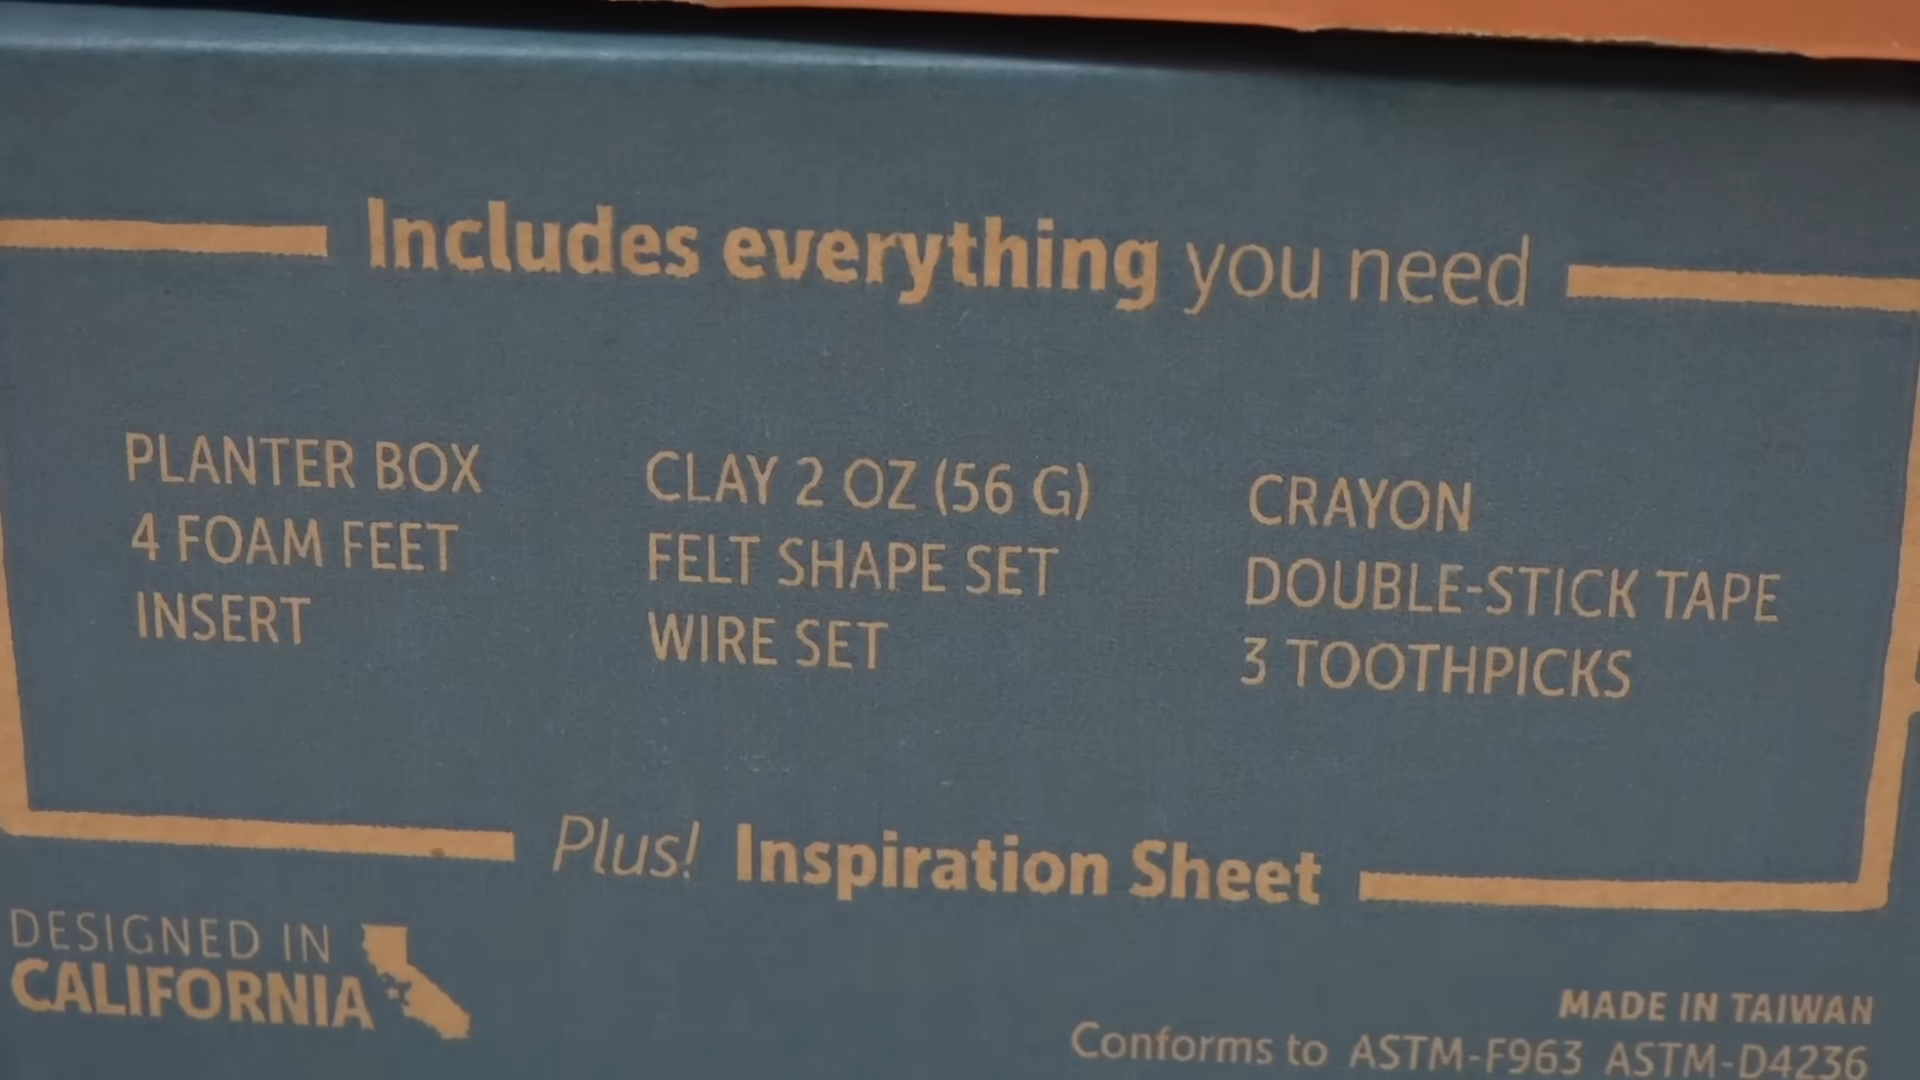 Includes everything you need
PLANTER BOX
4 FOAM FEET
INSERT
CLAY 2 OZ (56 G)
FELT SHAPE SET
WIRE SET
CRAYON
DOUBLE-STICK TAPE
3 TOOTHPICKS
Plus! Inspiration Sheet
DESIGNED IN
CALIFORNIA
MADE IN TAIWAN
Conforms to ASTM-F963 ASTM-D4236